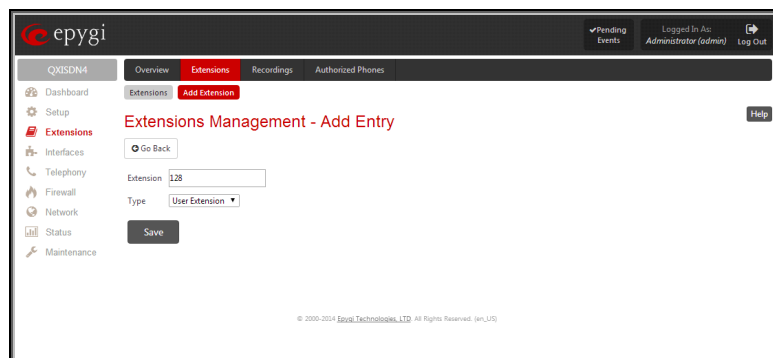 epygi
✔Pending Events
Logged In As:
Administrator (admin)
Log Out
QXISDN4
Overview
Extensions
Recordings
Authorized Phones
Dashboard
Setup
Extensions
Interfaces
Telephony
Firewall
Network
Status
Maintenance
Extensions
Add Extension
Help
Extensions Management - Add Entry
Go Back
Extension 128
Type User Extension ▼
Save
© 2000-2014 Epygi Technologies, LTD. All Rights Reserved. (en_US)